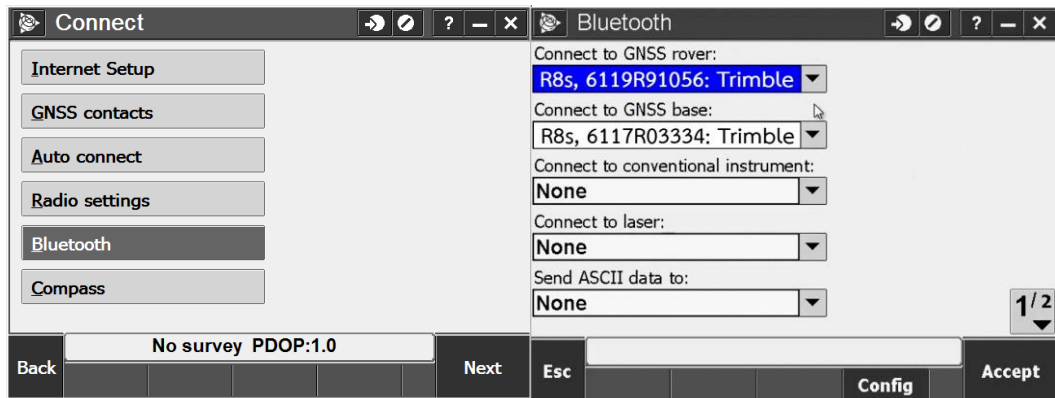 Connect
? – ×
Internet Setup
GNSS contacts
Auto connect
Radio settings
Bluetooth
Compass
No survey PDOP:1.0
Back
Next
Bluetooth
? – ×
Connect to GNSS rover:
R8s, 6119R91056: Trimble
Connect to GNSS base:
R8s, 6117R03334: Trimble
Connect to conventional instrument:
None
Connect to laser:
None
Send ASCII data to:
None
1/2
Esc
Config
Accept